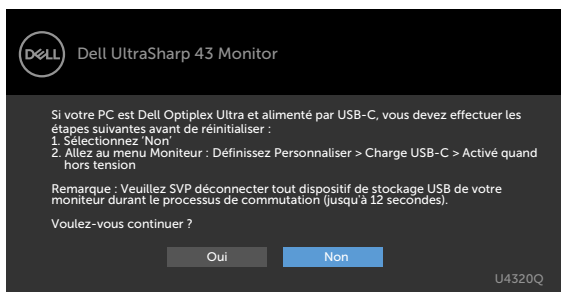 DELL
Dell UltraSharp 43 Monitor
Si votre PC est Dell Optiplex Ultra et alimenté par USB-C, vous devez effectuer les
étapes suivantes avant de réinitialiser :
1. Sélectionnez 'Non'
2. Allez au menu Moniteur : Définissez Personnaliser > Charge USB-C > Activé quand
hors tension
Remarque : Veuillez SVP déconnecter tout dispositif de stockage USB de votre
moniteur durant le processus de commutation (jusqu'à 12 secondes).
Voulez-vous continuer ?
Oui
Non
U4320Q